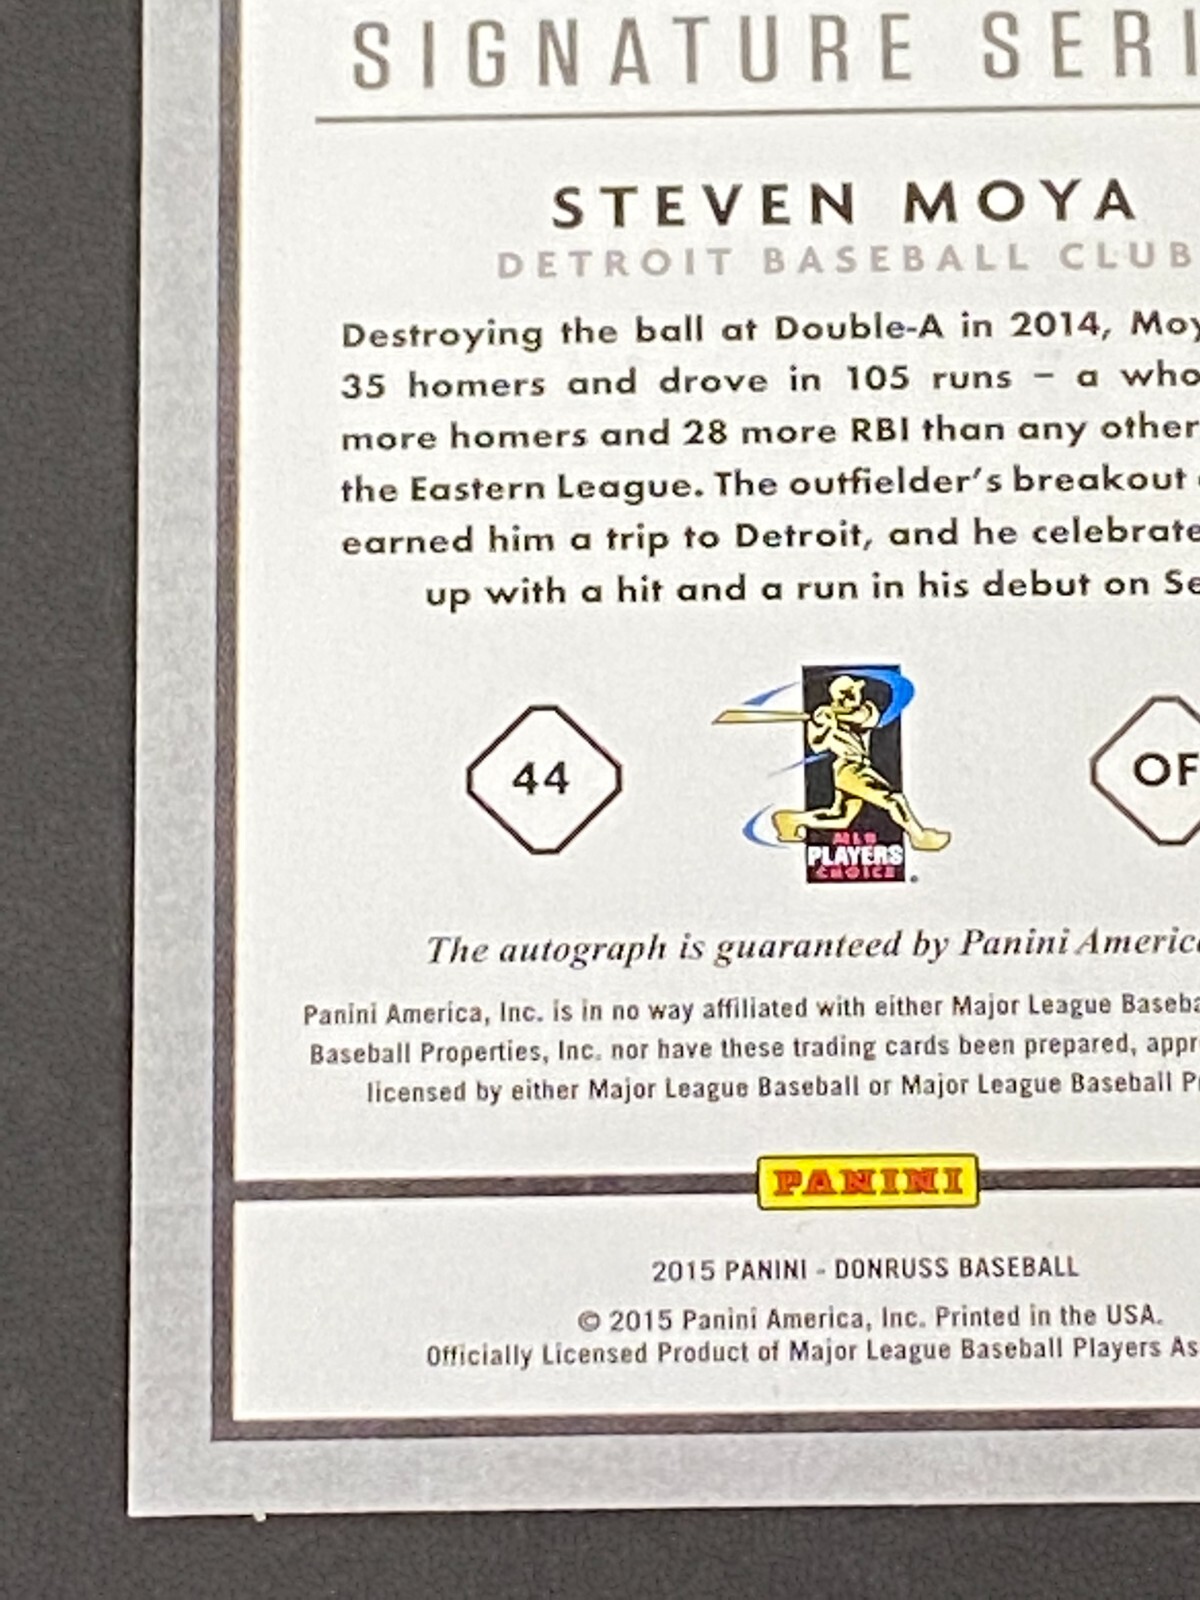 SIGNATURE SERI
STEVEN MOYA
DETROIT BASEBALL CLUB
Destroying the ball at Double-A in 2014, Moy
35 homers and drove in 105 runs – a who
more homers and 28 more RBI than any other
the Eastern League. The outfielder's breakout
earned him a trip to Detroit, and he celebrate
up with a hit and a run in his debut on Se
44
OF
MLB
PLAYERS
CHOICE
The autograph is guaranteed by Panini America
Panini America, Inc. is in no way affiliated with either Major League Baseba
Baseball Properties, Inc. nor have these trading cards been prepared, appr
licensed by either Major League Baseball or Major League Baseball P
PANINI
2015 PANINI - DONRUSS BASEBALL
© 2015 Panini America, Inc. Printed in the USA.
Officially Licensed Product of Major League Baseball Players As